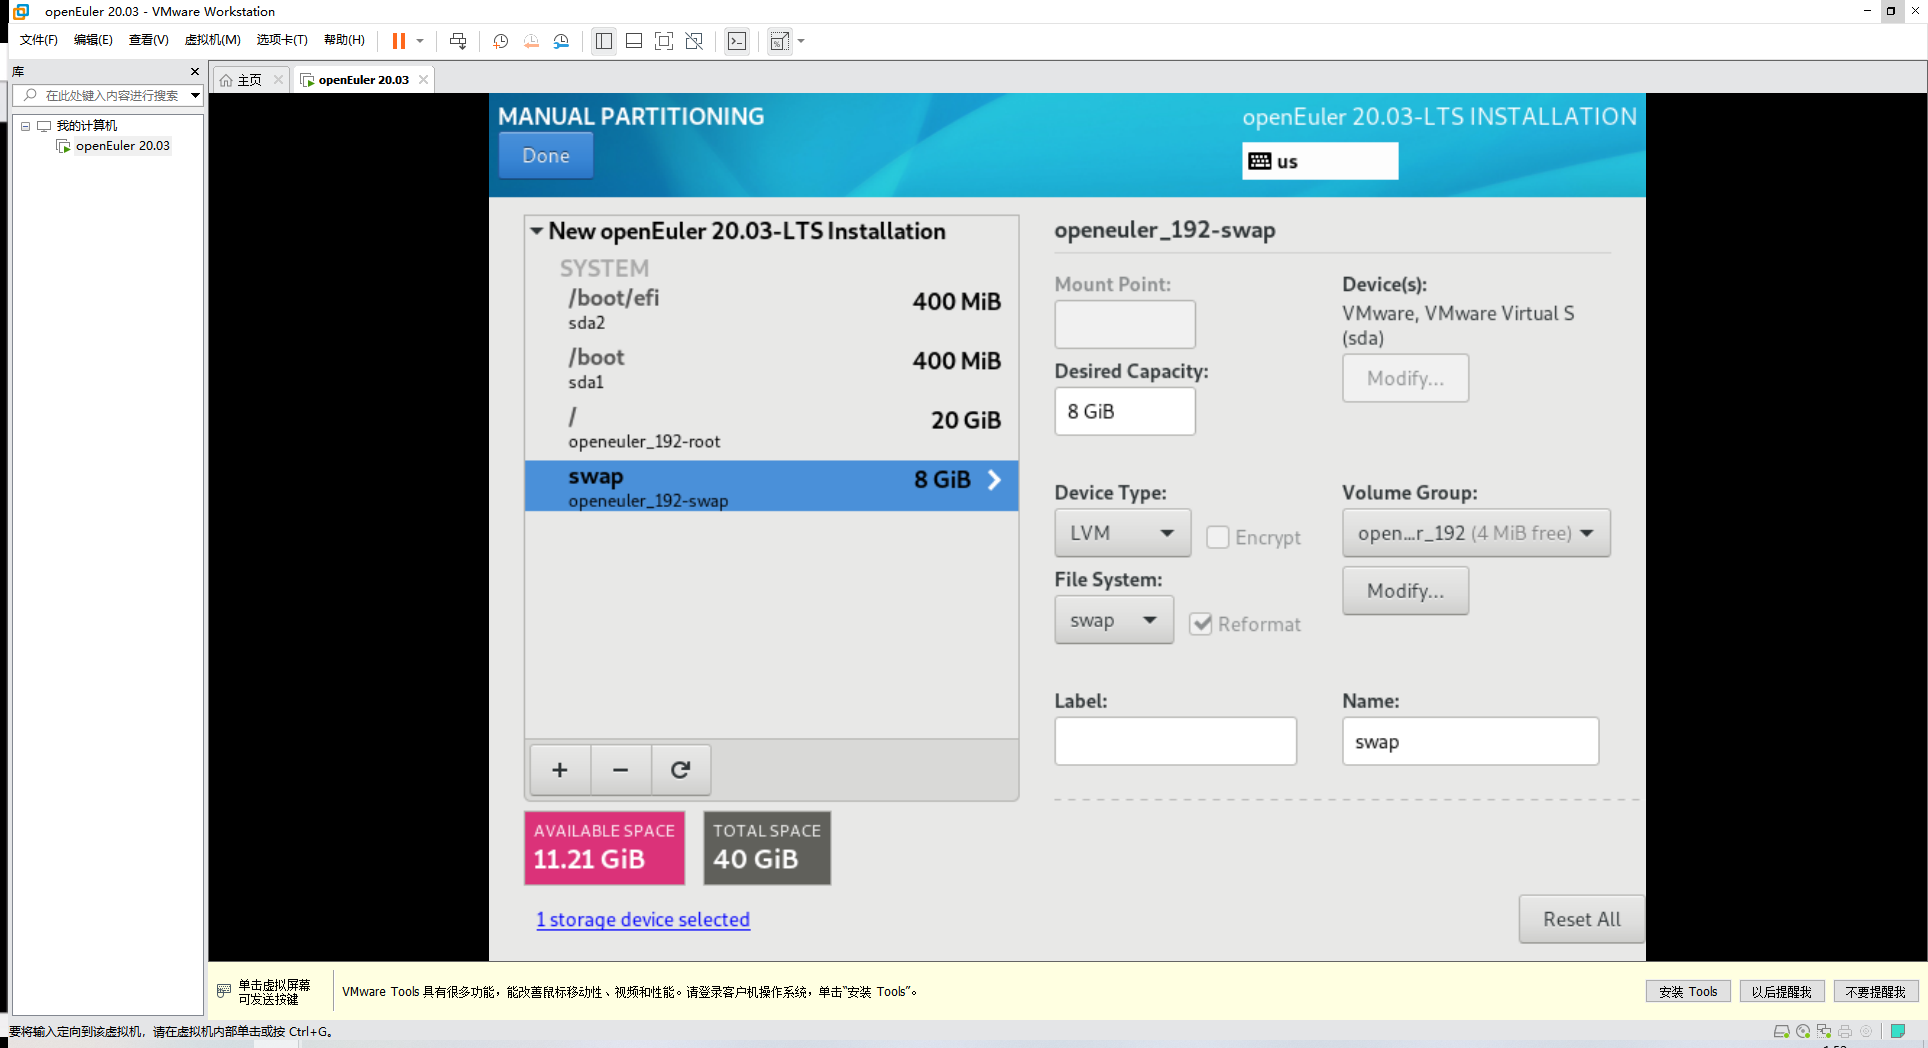 openEuler 20.03 - VMware Workstation
文件(F) 编辑(E) 查看(V) 虚拟机(M) 选项卡(T) 帮助(H)
库
在此处键入内容进行搜索
我的计算机
openEuler 20.03
主页
openEuler 20.03
MANUAL PARTITIONING
Done
openEuler 20.03-LTS INSTALLATION
us
New openEuler 20.03-LTS Installation
SYSTEM
/boot/efi 400 MiB
sda2
/boot 400 MiB
sda1
/ 20 GiB
openeuler_192-root
swap 8 GiB
openeuler_192-swap
AVAILABLE SPACE
11.21 GiB
TOTAL SPACE
40 GiB
1 storage device selected
openeuler_192-swap
Mount Point:
Device(s):
VMware, VMware Virtual S
(sda)
Modify...
Desired Capacity:
8 GiB
Device Type:
LVM
Encrypt
Volume Group:
open...r_192 (4 MiB free)
Modify...
File System:
swap
Reformat
Label:
Name:
swap
Reset All
单击虚拟屏幕
可发送按键
VMware Tools 具有很多功能，能改善鼠标移动性、视频和性能。请登录客户机操作系统，单击“安装 Tools”。
安装 Tools
以后提醒我
不要提醒我
要将输入定向到该虚拟机，请在虚拟机内部单击或按 Ctrl+G。